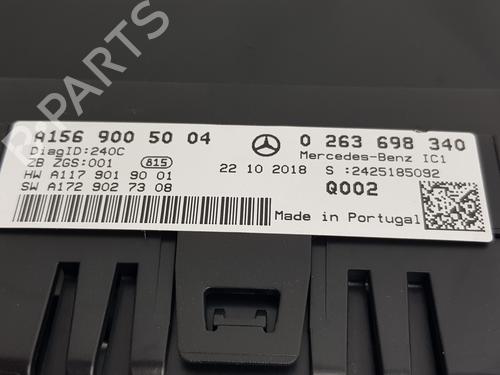 A156 900 50 04
DiagID:240C
ZB ZGS:001 815
HW A117 901 90 01
SW A172 902 73 08
0 263 698 340
Mercedes-Benz IC1
22 10 2018 S :2425185092
Q002
Made in Portugal
BPARTS